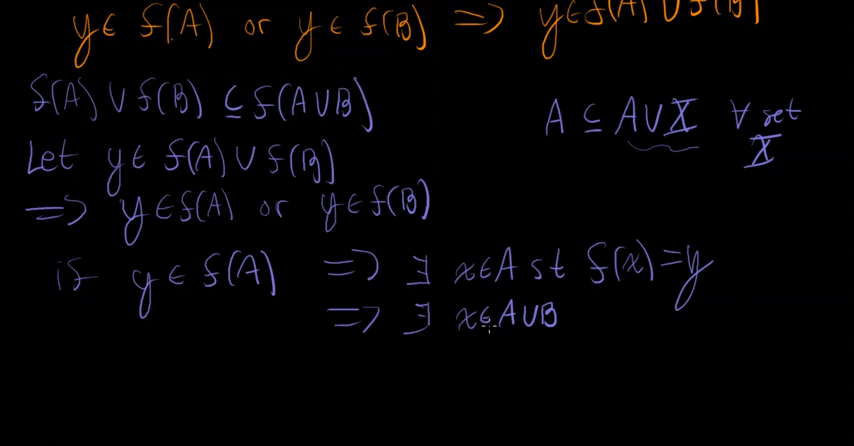 y ∈ f(A) or y ∈ f(B) ⟹ y ∈ f(A) ∪ f(B)
f(A) ∪ f(B) ⊆ f(A∪B)
A ⊆ A∪X ∀ set X
Let y ∈ f(A) ∪ f(B)
⟹ y∈f(A) or y∈f(B)
if y ∈ f(A) ⟹ ∃ x∈A st f(x)=y
⟹ ∃ x∈A∪B